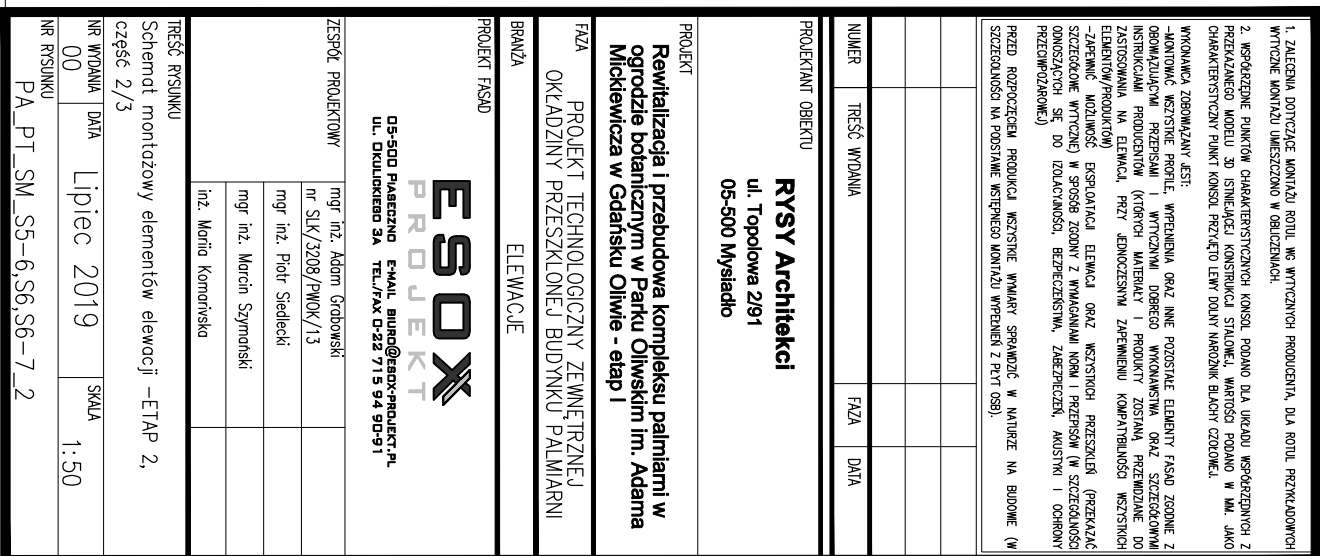 1. ZALECENIA DOTYCZĄCE MONTAŻU ROTUL WG WYTYCZNYCH PRODUCENTA, DLA ROTUL PRZYKŁADOWYCH
WYTYCZNE MONTAŻU UMIESZCZONO W OBLICZENIACH.
2. WSPÓŁRZĘDNE PUNKTÓW CHARAKTERYSTYCZNYCH KONSOL PODANO DLA UKŁADU WSPÓŁRZĘDNYCH Z
PRZEKAZANEGO MODELU 3D ISTNIEJĄCEJ KONSTRUKCJI STALOWEJ, WARTOŚCI PODANO W MM. JAKO
CHARAKTERYSTYCZNY PUNKT KONSOL PRZYJĘTO LEWY DOLNY NAROŻNIK BLACHY CZOŁOWEJ.
WYKONAWCA ZOBOWIĄZANY JEST:
-MONTOWAĆ WSZYSTKIE PROFILE, WYPEŁNIENIA ORAZ INNE POZOSTAŁE ELEMENTY FASAD ZGODNIE Z
OBOWIĄZUJĄCYMI PRZEPISAMI I WYTYCZNYMI DOBREGO WYKONAWSTWA ORAZ SZCZEGÓŁOWYMI
INSTRUKCJAMI PRODUCENTÓW (KTÓRYCH MATERIAŁY I PRODUKTY ZOSTANĄ PRZEWIDZIANE DO
ZASTOSOWANIA NA ELEWACJI, PRZY JEDNOCZESNYM ZAPEWNIENIU KOMPATYBILNOŚCI WSZYSTKICH
ELEMENTÓW/PRODUKTÓW)
-ZAPEWNIĆ MOŻLIWOŚĆ EKSPLOATACJI ELEWACJI ORAZ WSZYSTKICH PRZESZKLEŃ (PRZEKAZAĆ
SZCZEGÓŁOWE WYTYCZNE) W SPOSÓB ZGODNY Z WYMAGANIAMI NORM I PRZEPISÓW (W SZCZEGÓLNOŚCI
ODNOSZĄCYCH SIĘ DO IZOLACYJNOŚCI, BEZPIECZEŃSTWA, ZABEZPIECZEŃ, AKUSTYKI I OCHRONY
PRZECIWPOŻAROWEJ)
PRZED ROZPOCZĘCIEM PRODUKCJI WSZYSTKIE WYMIARY SPRAWDZIĆ W NATURZE NA BUDOWIE (W
SZCZEGÓLNOŚCI NA PODSTAWIE WSTĘPNEGO MONTAŻU WYPEŁNIEŃ Z PŁYT OSB).
NUMER TREŚĆ WYDANIA FAZA DATA
PROJEKTANT OBIEKTU
RYSY Architekci
ul. Topolowa 2/91
05-500 Mysiadło
PROJEKT
Rewitalizacja i przebudowa kompleksu palmiarni w
ogrodzie botanicznym w Parku Oliwskim im. Adama
Mickiewicza w Gdańsku Oliwie - etap I
FAZA
PROJEKT TECHNOLOGICZNY ZEWNĘTRZNEJ
OKŁADZINY PRZESZKLONEJ BUDYNKU PALMIARNI
BRANŻA
ELEWACJE
PROJEKT FASAD
ESOX
PROJEKT
05-500 PIASECZNO E-MAIL BIURO@ESOX-PROJEKT.PL
UL. OKULICKIEGO 3A TEL./FAX 0-22 715 94 90-91
ZESPÓŁ PROJEKTOWY
mgr inż. Adam Grabowski
nr SLK/3208/PWOK/13
mgr inż. Piotr Siedlecki
mgr inż. Marcin Szymański
inż. Mariia Komarivska
TREŚĆ RYSUNKU
Schemat montażowy elementów elewacji -ETAP 2,
część 2/3
NR WYDANIA DATA SKALA
00 Lipiec 2019 1:50
NR RYSUNKU
PA_PT_SM_S5-6,S6,S6-7_2